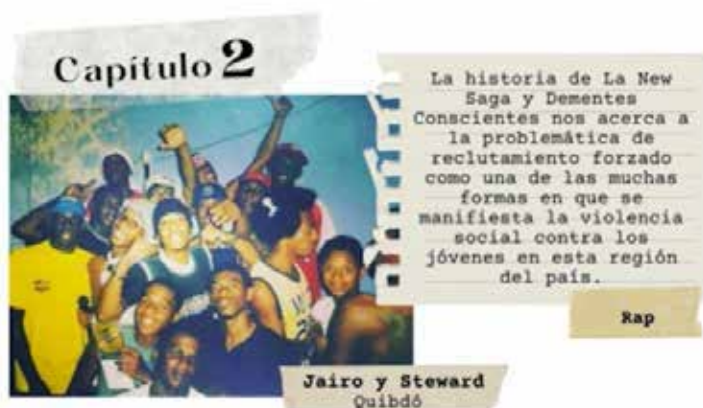 Capítulo 2
La historia de La New
Saga y Dementes
Conscientes nos acerca a
la problemática de
reclutamiento forzado
como una de las muchas
formas en que se
manifiesta la violencia
social contra los
jóvenes en esta región
del país.
Rap
Jairo y Steward
Quibdó